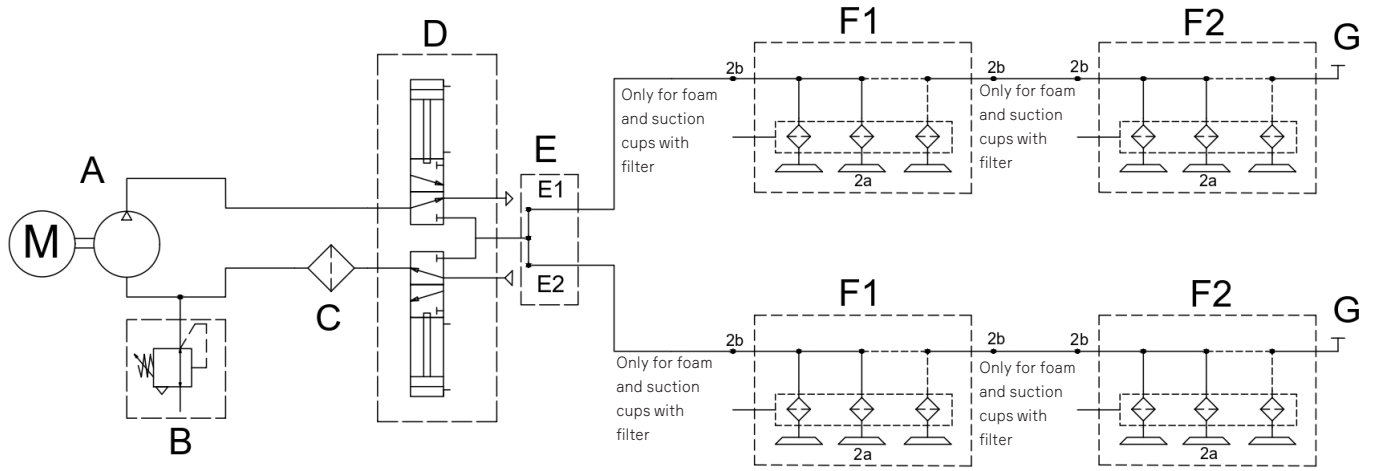 F1
F2
G
D
2b
2b
2b
Only for foam
and suction
cups with
filter
Only for foam
and suction
cups with
filter
A
E
E1
2a
2a
M
E2
F1
F2
G
C
2b
2b
2b
Only for foam
and suction
cups with
filter
Only for foam
and suction
cups with
filter
B
2a
2a